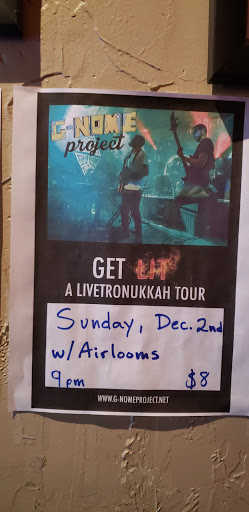 G-NOME
project
GET LIT
A LIVETRONUKKAH TOUR
Sunday, Dec. 2nd
w/ Airlooms
9pm $8
WWW.G-NOMEPROJECT.NET